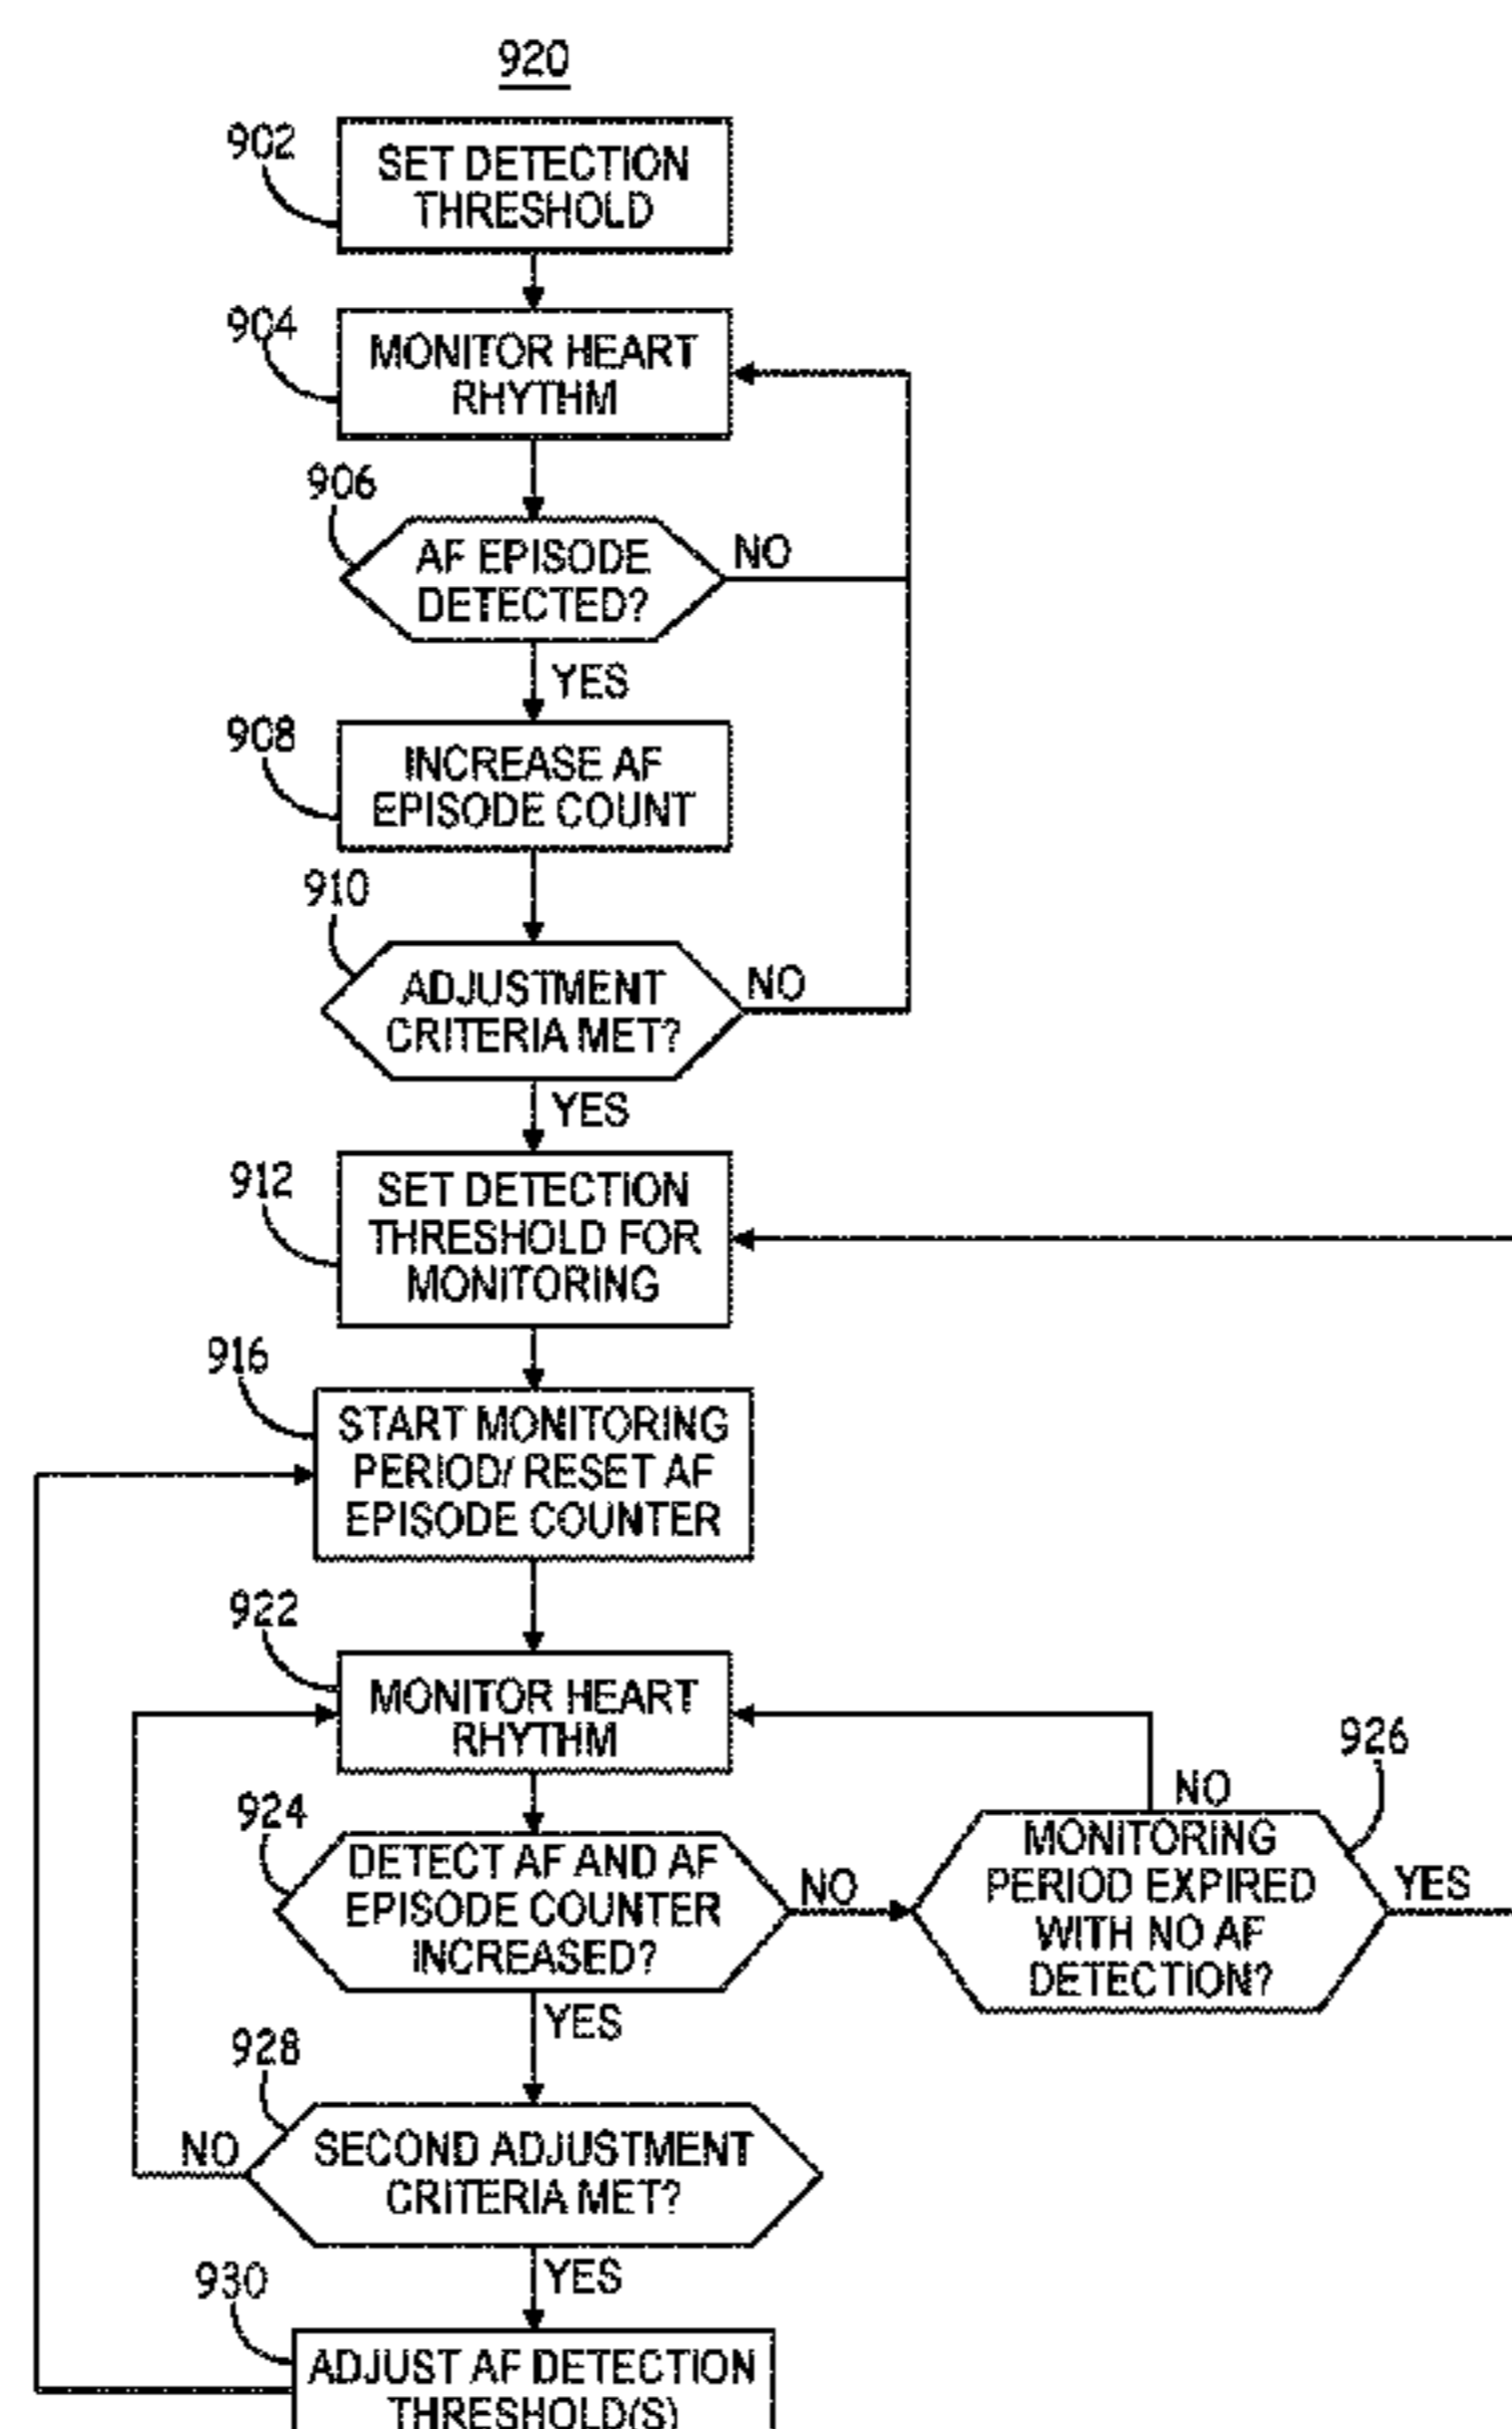 920
902
SET DETECTION
THRESHOLD
904
MONITOR HEART
RHYTHM
906
AF EPISODE
DETECTED?
NO
YES
908
INCREASE AF
EPISODE COUNT
910
ADJUSTMENT
CRITERIA MET?
NO
YES
912
SET DETECTION
THRESHOLD FOR
MONITORING
916
START MONITORING
PERIOD/ RESET AF
EPISODE COUNTER
922
MONITOR HEART
RHYTHM
924
DETECT AF AND AF
EPISODE COUNTER
INCREASED?
NO
926
NO
MONITORING
PERIOD EXPIRED
WITH NO AF
DETECTION?
YES
YES
928
NO
SECOND ADJUSTMENT
CRITERIA MET?
YES
930
ADJUST AF DETECTION
THRESHOLD(S)